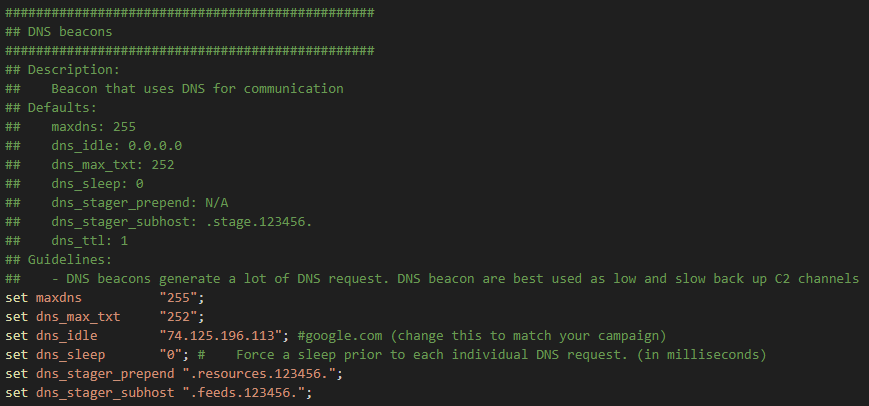 ################################################
## DNS beacons
################################################
## Description:
##    Beacon that uses DNS for communication
## Defaults:
##    maxdns: 255
##    dns_idle: 0.0.0.0
##    dns_max_txt: 252
##    dns_sleep: 0
##    dns_stager_prepend: N/A
##    dns_stager_subhost: .stage.123456.
##    dns_ttl: 1
## Guidelines:
##    - DNS beacons generate a lot of DNS request. DNS beacon are best used as low and slow back up C2 channels
set maxdns          "255";
set dns_max_txt     "252";
set dns_idle        "74.125.196.113"; #google.com (change this to match your campaign)
set dns_sleep       "0"; #    Force a sleep prior to each individual DNS request. (in milliseconds)
set dns_stager_prepend ".resources.123456.";
set dns_stager_subhost ".feeds.123456.";